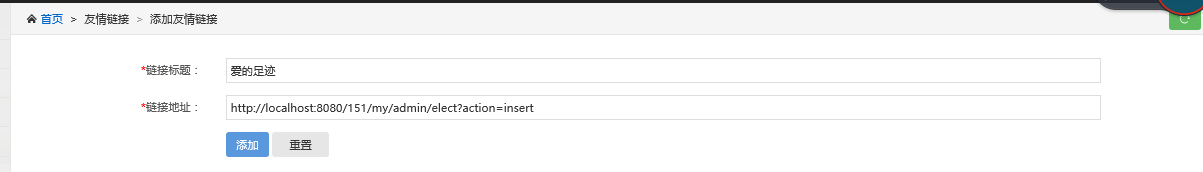 首页 > 友情链接 > 添加友情链接
*链接标题： 爱的足迹
*链接地址： http://localhost:8080/151/my/admin/elect?action=insert
添加 重置